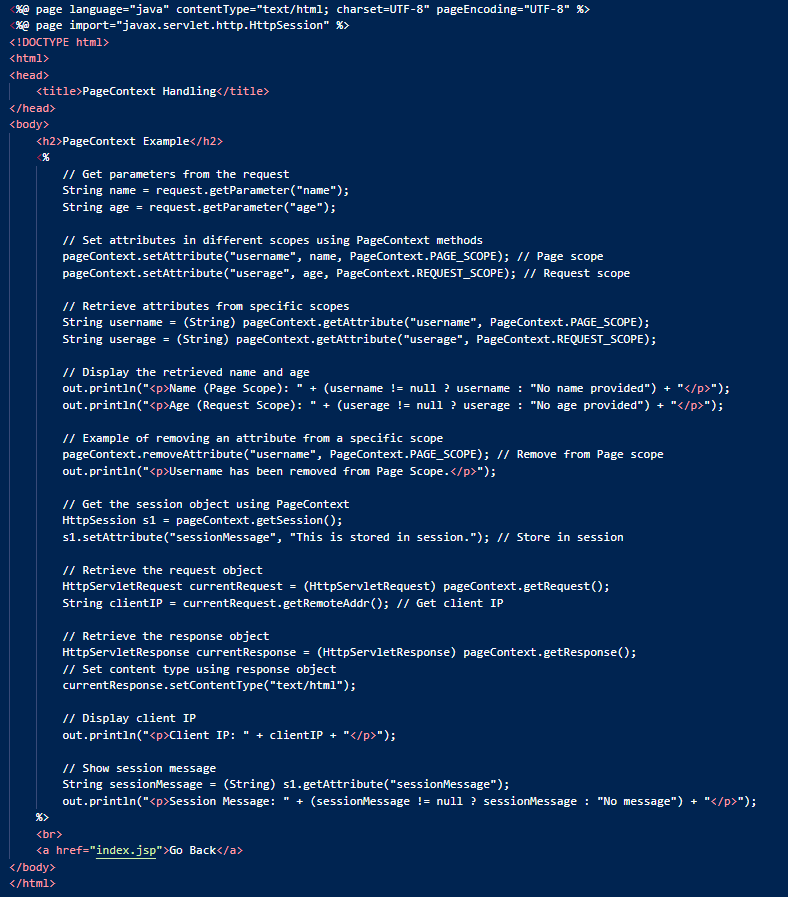 <%@ page language="java" contentType="text/html; charset=UTF-8" pageEncoding="UTF-8" %>
<%@ page import="javax.servlet.http.HttpSession" %>
<!DOCTYPE html>
<html>
<head>
    <title>PageContext Handling</title>
</head>
<body>
    <h2>PageContext Example</h2>
    <%
        // Get parameters from the request
        String name = request.getParameter("name");
        String age = request.getParameter("age");

        // Set attributes in different scopes using PageContext methods
        pageContext.setAttribute("username", name, PageContext.PAGE_SCOPE); // Page scope
        pageContext.setAttribute("userage", age, PageContext.REQUEST_SCOPE); // Request scope

        // Retrieve attributes from specific scopes
        String username = (String) pageContext.getAttribute("username", PageContext.PAGE_SCOPE);
        String userage = (String) pageContext.getAttribute("userage", PageContext.REQUEST_SCOPE);

        // Display the retrieved name and age
        out.println("<p>Name (Page Scope): " + (username != null ? username : "No name provided") + "</p>");
        out.println("<p>Age (Request Scope): " + (userage != null ? userage : "No age provided") + "</p>");

        // Example of removing an attribute from a specific scope
        pageContext.removeAttribute("username", PageContext.PAGE_SCOPE); // Remove from Page scope
        out.println("<p>Username has been removed from Page Scope.</p>");

        // Get the session object using PageContext
        HttpSession s1 = pageContext.getSession();
        s1.setAttribute("sessionMessage", "This is stored in session."); // Store in session

        // Retrieve the request object
        HttpServletRequest currentRequest = (HttpServletRequest) pageContext.getRequest();
        String clientIP = currentRequest.getRemoteAddr(); // Get client IP

        // Retrieve the response object
        HttpServletResponse currentResponse = (HttpServletResponse) pageContext.getResponse();
        // Set content type using response object
        currentResponse.setContentType("text/html");

        // Display client IP
        out.println("<p>Client IP: " + clientIP + "</p>");

        // Show session message
        String sessionMessage = (String) s1.getAttribute("sessionMessage");
        out.println("<p>Session Message: " + (sessionMessage != null ? sessionMessage : "No message") + "</p>");
    %>
    <br>
    <a href="index.jsp">Go Back</a>
</body>
</html>